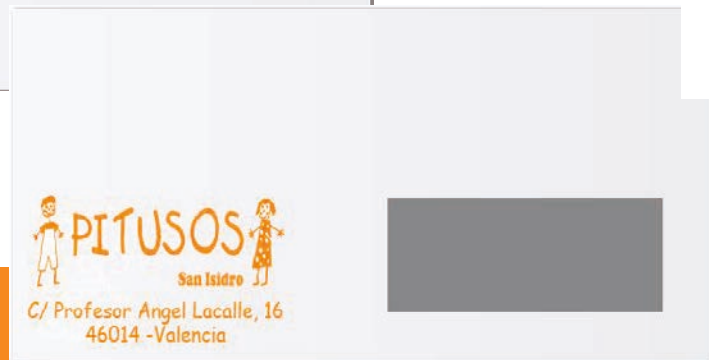 PITUSOS
San Isidro
C/ Profesor Angel Lacalle, 16
46014 -Valencia